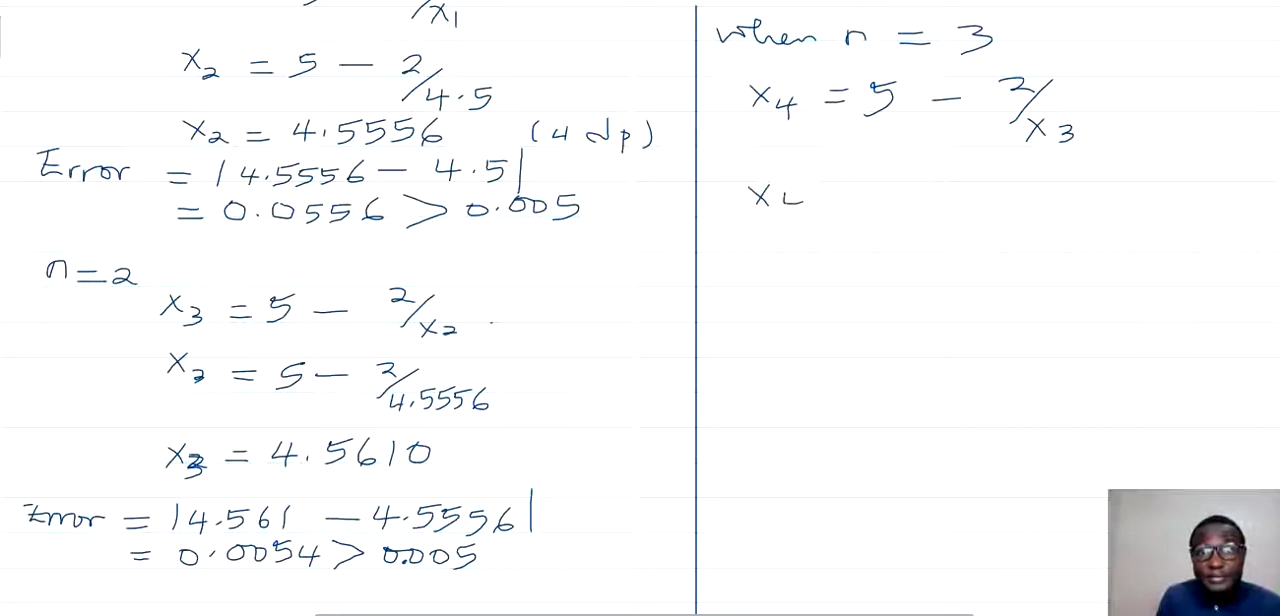 /x1
x2 = 5 - 2/4.5
x2 = 4.5556 (4 dp)
Error = |4.5556 - 4.5|
= 0.0556 > 0.005
n=2
x3 = 5 - 2/x2
x3 = 5 - 2/4.5556
x3 = 4.5610
Error = |4.561 - 4.5556|
= 0.0054 > 0.005
When n = 3
x4 = 5 - 2/x3
x